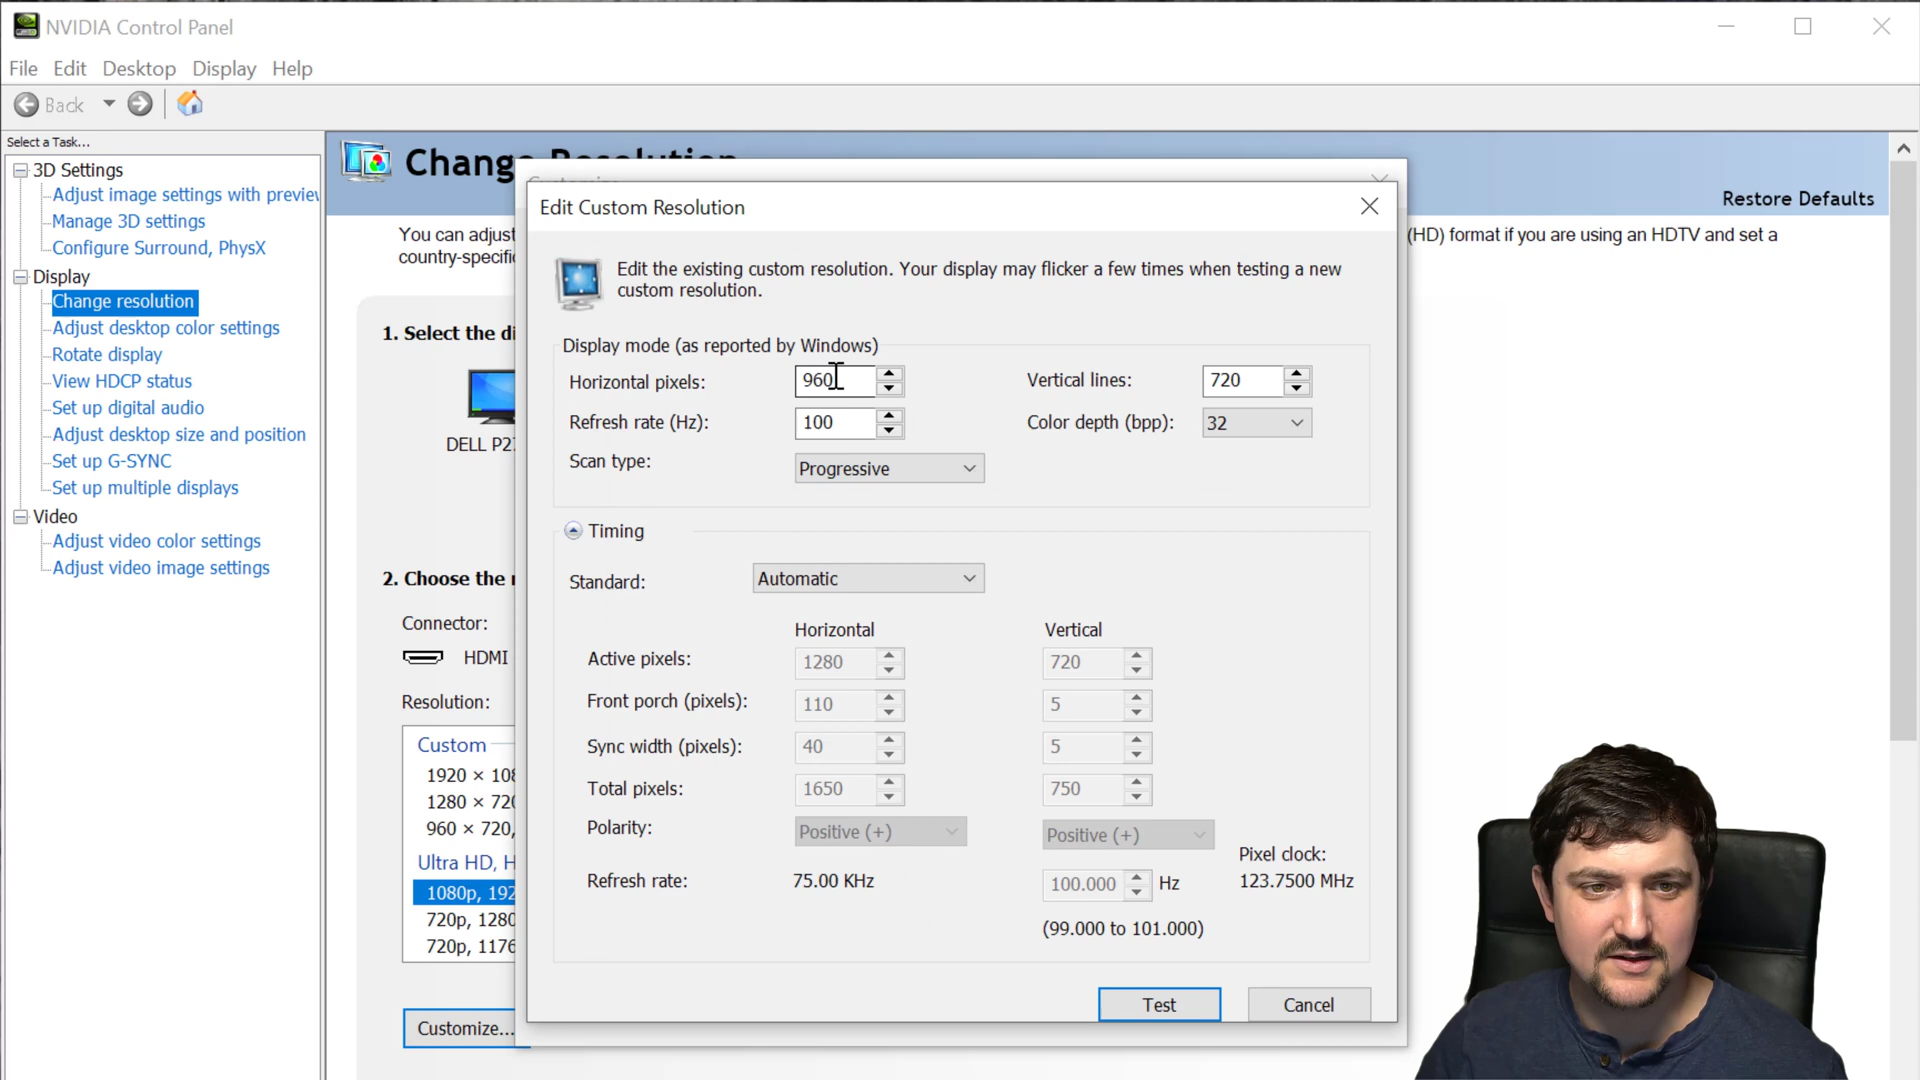 NVIDIA Control Panel
File Edit Desktop Display Help
Back
Select a Task...
3D Settings
Adjust image settings with preview
Manage 3D settings
Configure Surround, PhysX
Display
Change resolution
Adjust desktop color settings
Rotate display
View HDCP status
Set up digital audio
Adjust desktop size and position
Set up G-SYNC
Set up multiple displays
Video
Adjust video color settings
Adjust video image settings
Change Resolution
Restore Defaults
You can adjust
(HD) format if you are using an HDTV and set a
country-specific
1. Select the di
DELL P2
2. Choose the r
Connector:
HDMI
Resolution:
Custom
1920 × 108
1280 × 720
960 × 720,
Ultra HD, H
1080p, 192
720p, 1280
720p, 1176
Customize...
Customize
Edit Custom Resolution
Edit the existing custom resolution. Your display may flicker a few times when testing a new
custom resolution.
Display mode (as reported by Windows)
Horizontal pixels: 960 Vertical lines: 720
Refresh rate (Hz): 100 Color depth (bpp): 32
Scan type: Progressive
Timing
Standard: Automatic
Horizontal Vertical
Active pixels: 1280 720
Front porch (pixels): 110 5
Sync width (pixels): 40 5
Total pixels: 1650 750
Polarity: Positive (+) Positive (+)
Pixel clock:
Refresh rate: 75.00 KHz 100.000 Hz 123.7500 MHz
(99.000 to 101.000)
Test Cancel